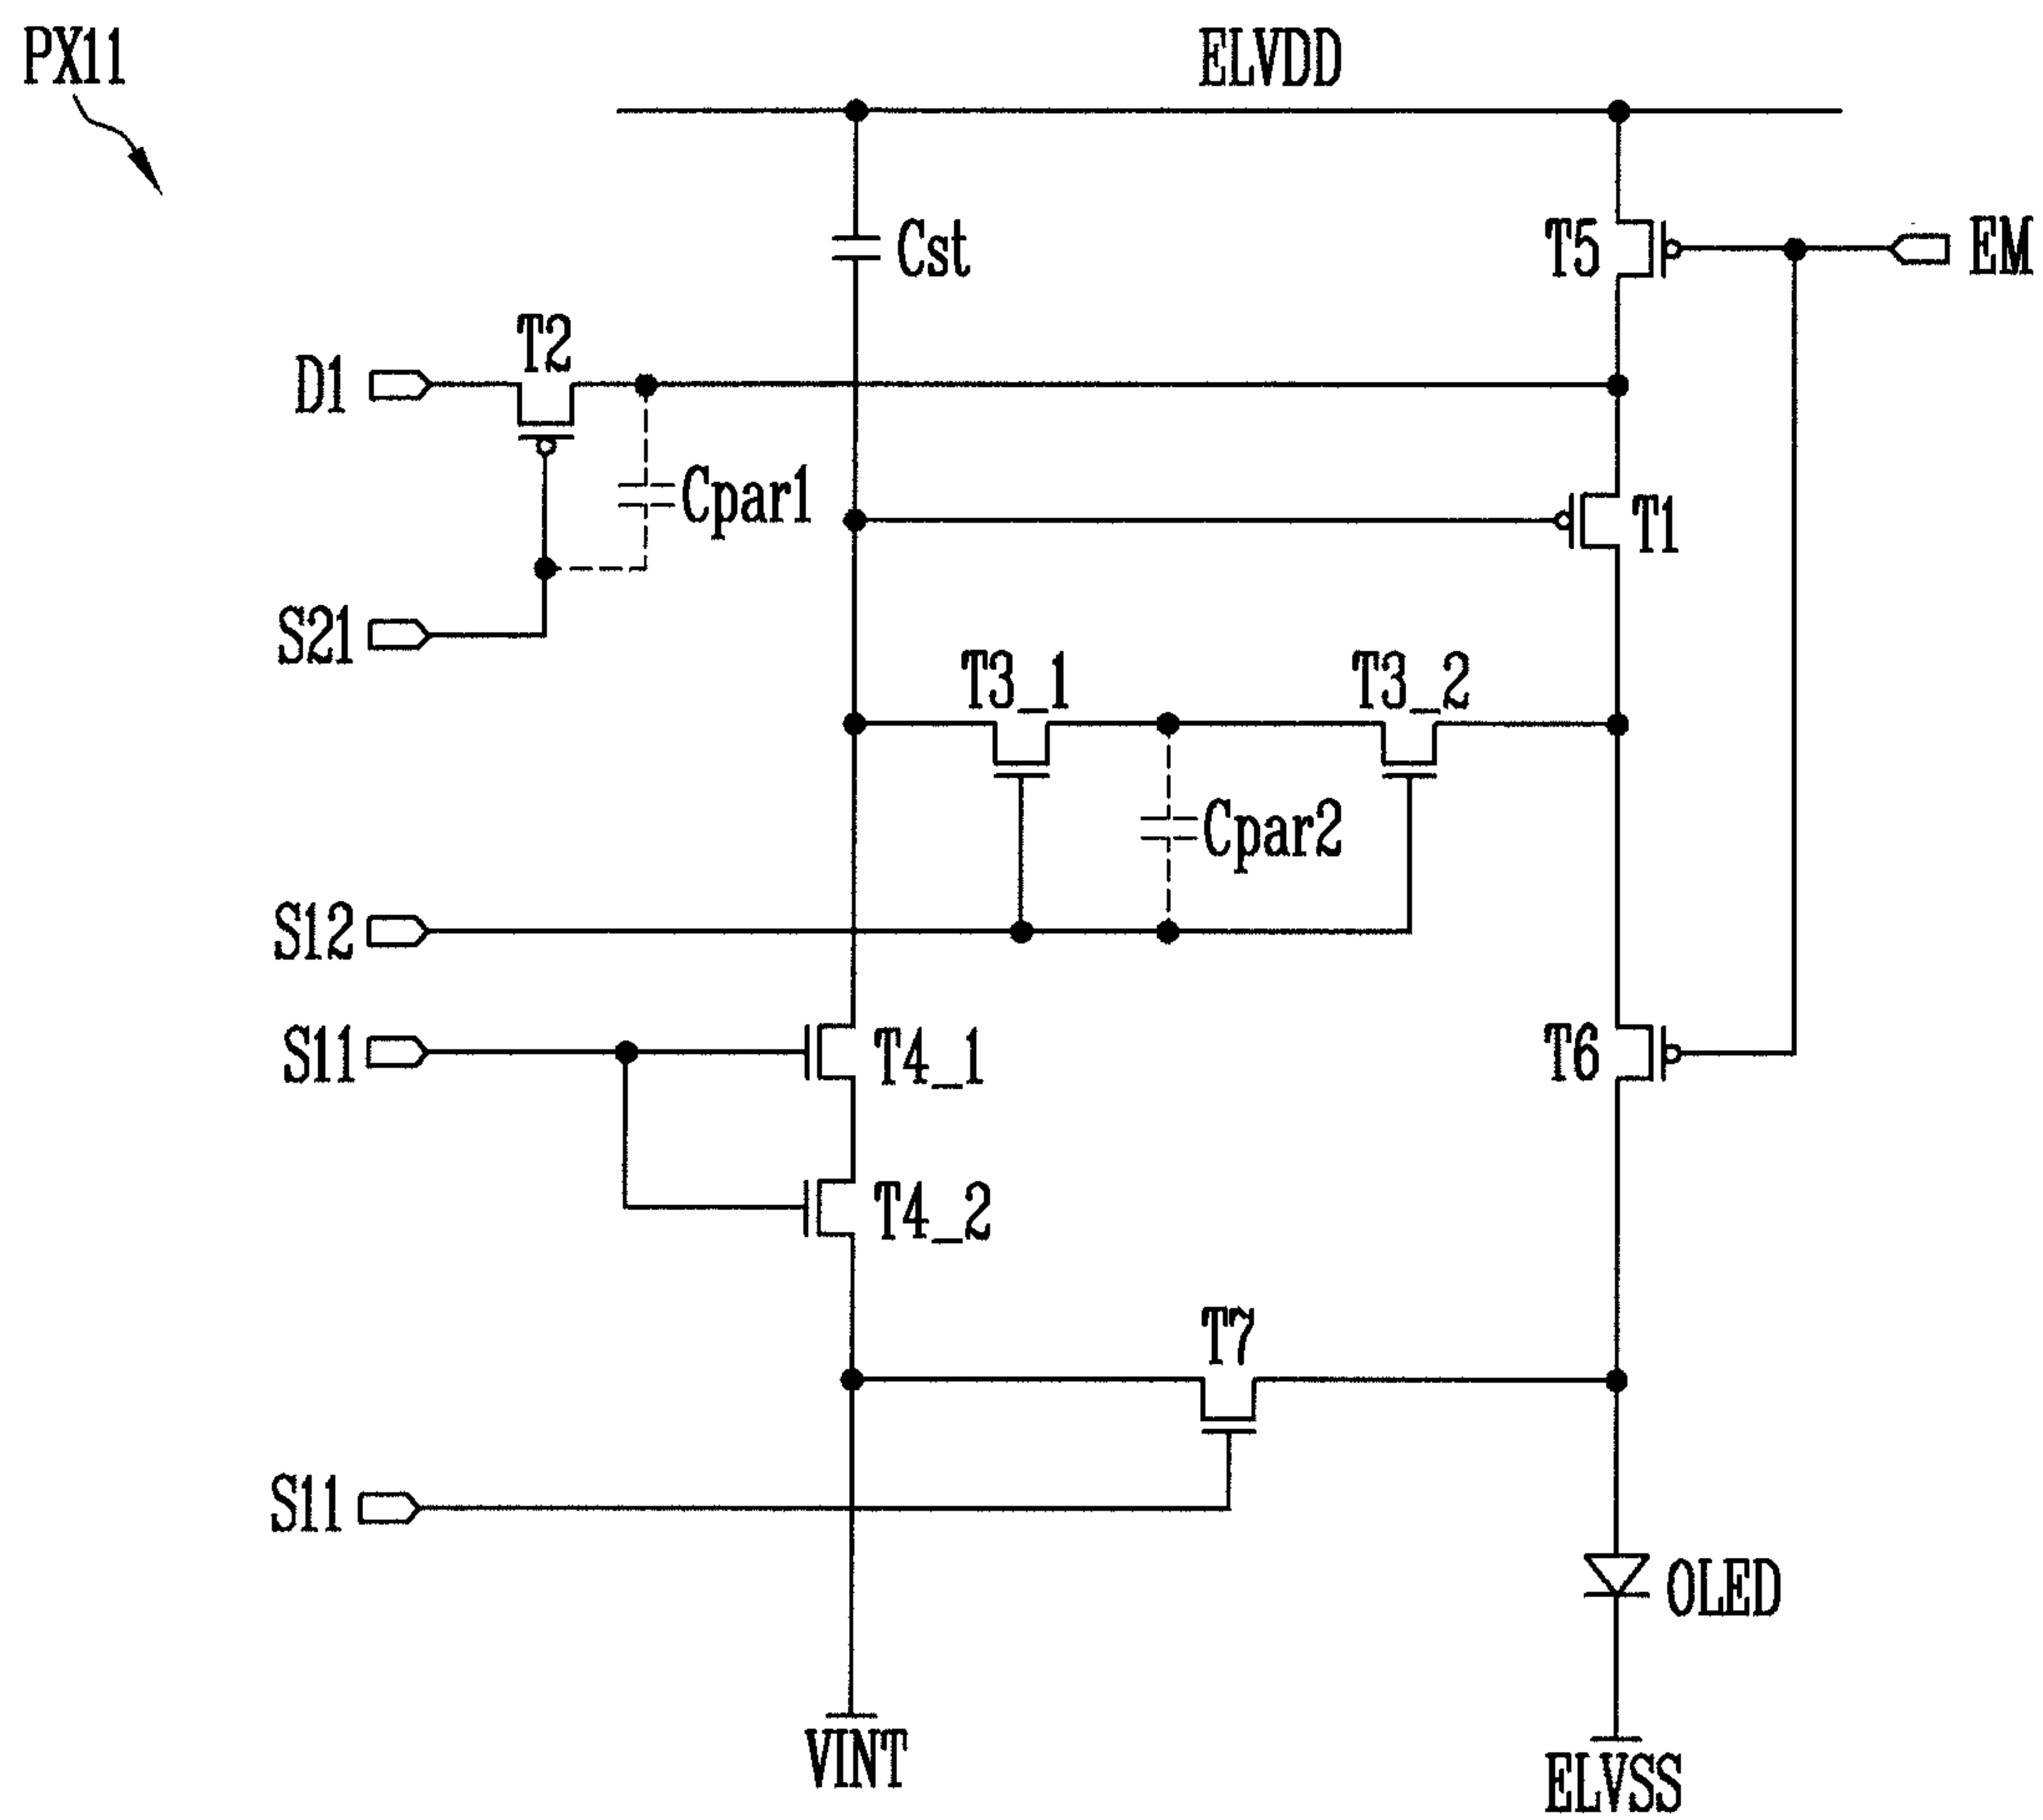 PX11
ELVDD
Cst
T5
EM
D1
T2
Cpar1
T1
S21
T3_1
T3_2
Cpar2
S12
S11
T4_1
T6
T4_2
T7
S11
OLED
VINT
ELVSS